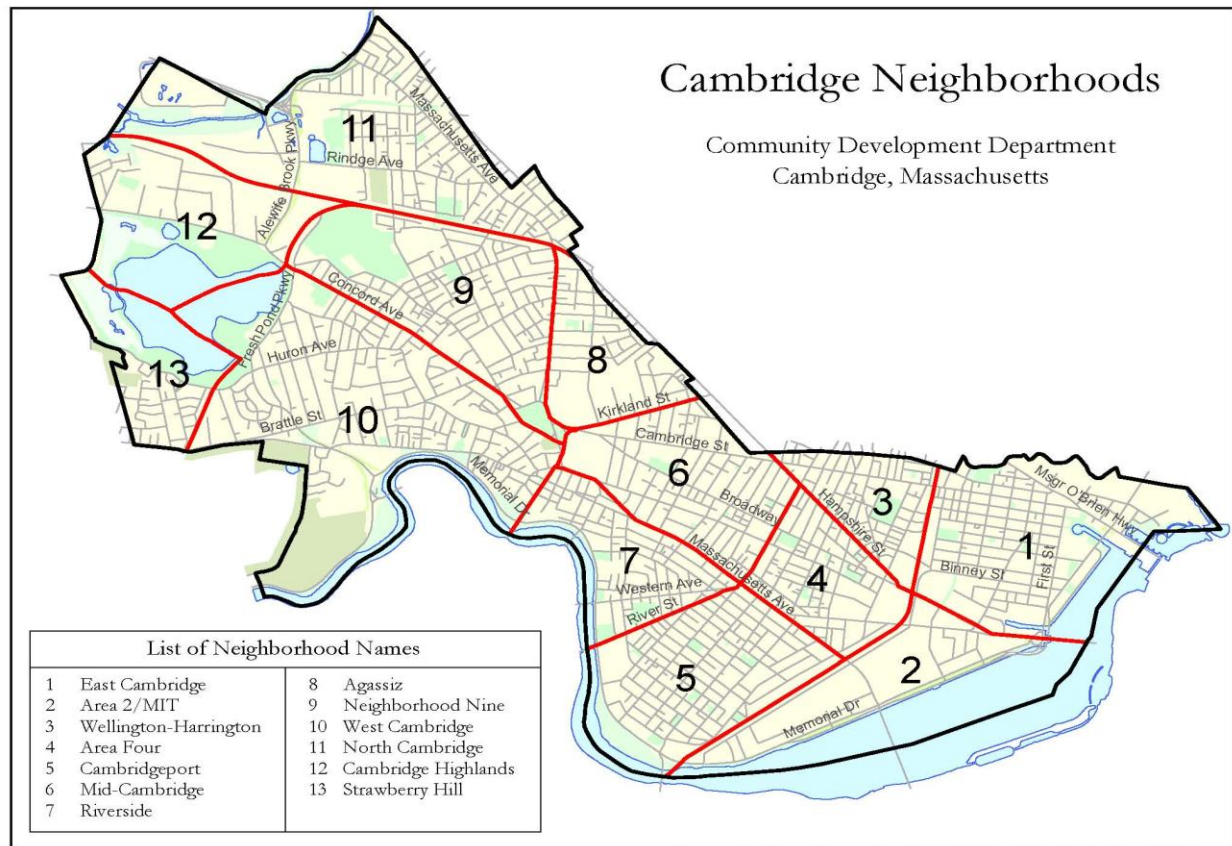 Cambridge Neighborhoods
Community Development Department
Cambridge, Massachusetts
11
Massachusetts Ave
Rindge Ave
Alewife Brook Pkwy
12
9
Concord Ave
Fresh Pond Pkwy
Huron Ave
8
13
Brattle St
10
Kirkland St
Cambridge St
6
Memorial Dr
Broadway
Hampshire St
3
Msgr O'Brien Hwy
1
First St
Binney St
7
Massachusetts Ave
4
Western Ave
River St
5
2
Memorial Dr
List of Neighborhood Names
1 East Cambridge
2 Area 2/MIT
3 Wellington-Harrington
4 Area Four
5 Cambridgeport
6 Mid-Cambridge
7 Riverside
8 Agassiz
9 Neighborhood Nine
10 West Cambridge
11 North Cambridge
12 Cambridge Highlands
13 Strawberry Hill